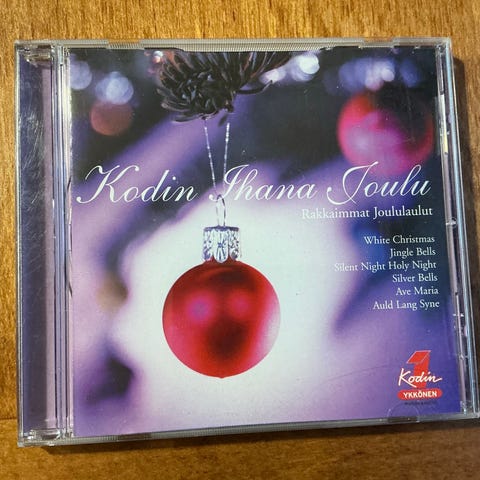 Kodin Ihana Joulu
Rakkaimmat Joululaulut
White Christmas
Jingle Bells
Silent Night Holy Night
Silver Bells
Ave Maria
Auld Lang Syne
1
Kodin
YKKÖNEN